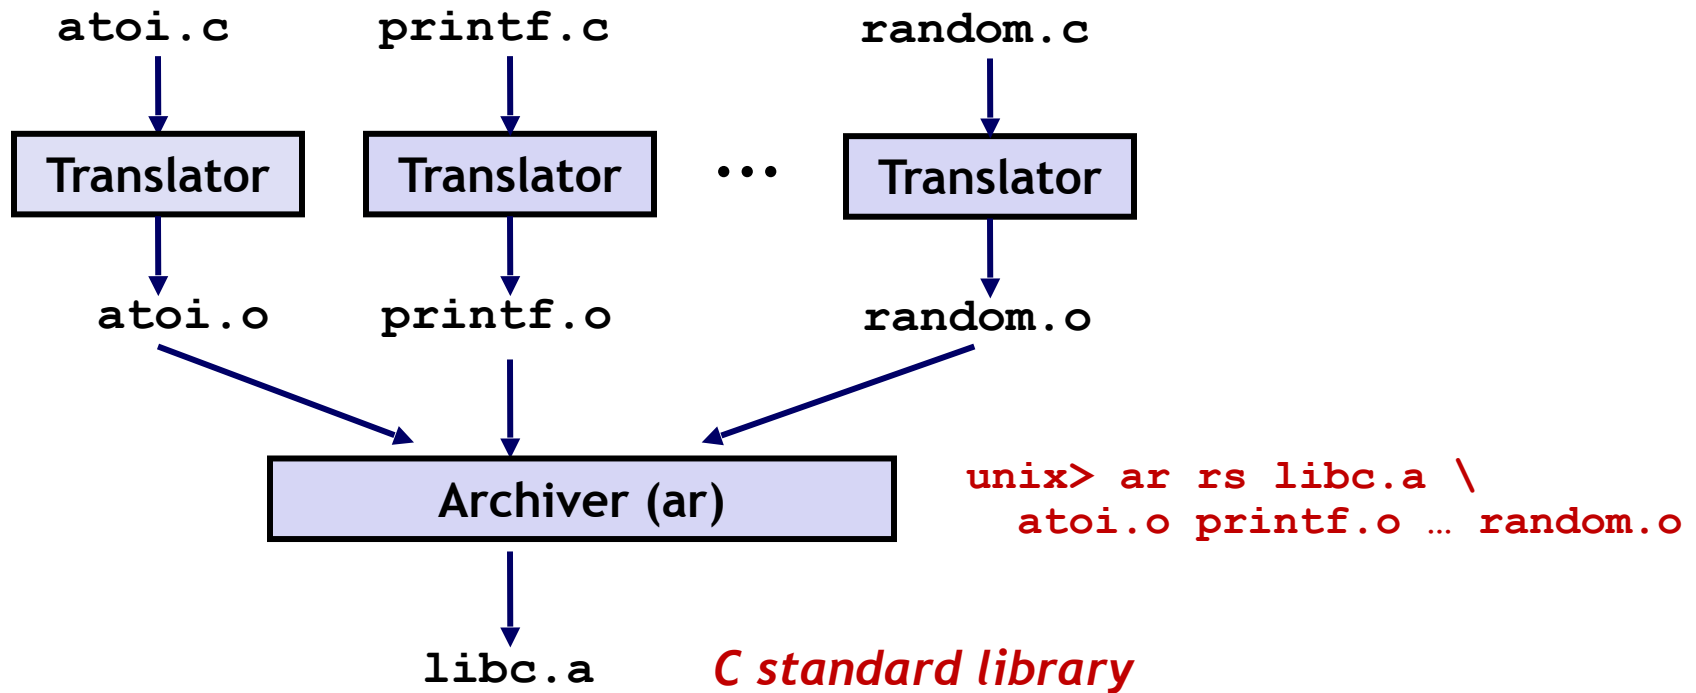 atoi.c printf.c random.c
Translator Translator ... Translator
atoi.o printf.o random.o
Archiver (ar)
unix> ar rs libc.a \
atoi.o printf.o … random.o
libc.a C standard library